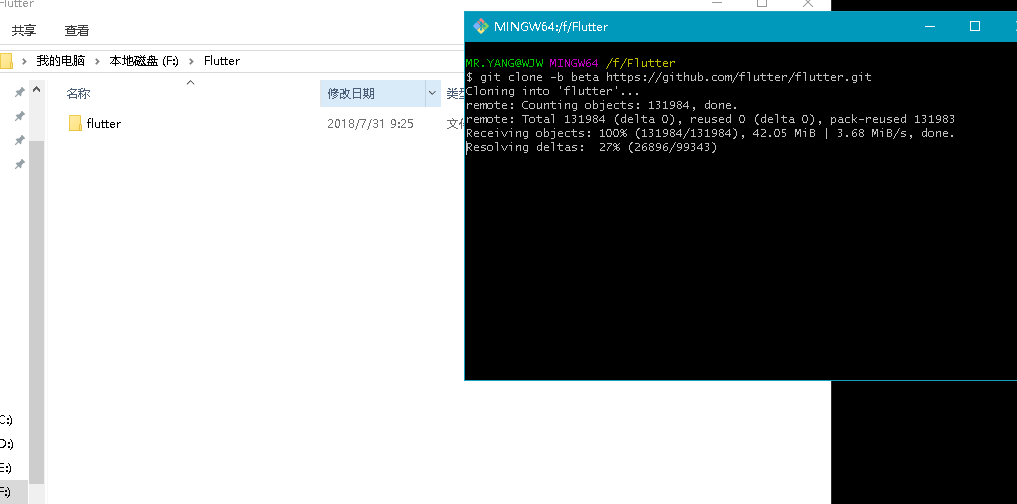 Flutter
共享 查看
我的电脑 > 本地磁盘 (F:) > Flutter
名称 修改日期
flutter 2018/7/31 9:25
C:)
D:)
E:)
F:)
MINGW64:/f/Flutter
MR.YANG@WJW MINGW64 /f/Flutter
$ git clone -b beta https://github.com/flutter/flutter.git
Cloning into 'flutter'...
remote: Counting objects: 131984, done.
remote: Total 131984 (delta 0), reused 0 (delta 0), pack-reused 131983
Receiving objects: 100% (131984/131984), 42.05 MiB | 3.68 MiB/s, done.
Resolving deltas:  27% (26896/99343)